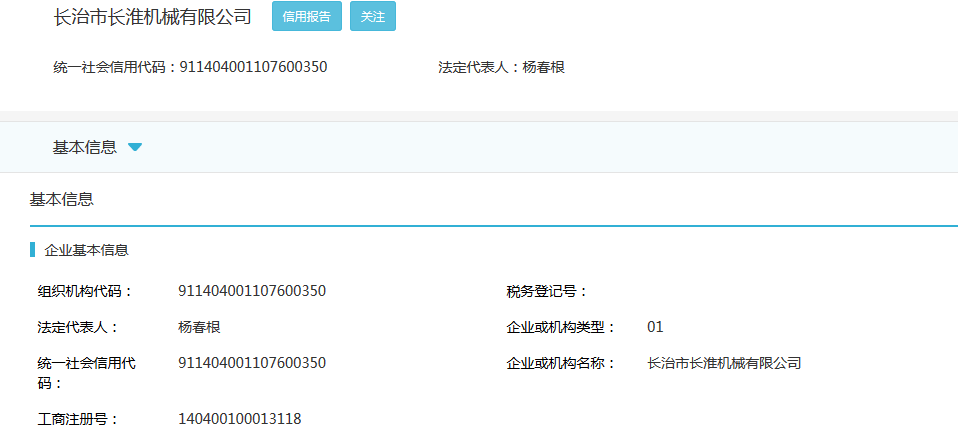 长治市长淮机械有限公司 信用报告 关注
统一社会信用代码：911404001107600350 法定代表人：杨春根
基本信息
基本信息
企业基本信息
组织机构代码： 911404001107600350 税务登记号：
法定代表人： 杨春根 企业或机构类型： 01
统一社会信用代 911404001107600350 企业或机构名称： 长治市长淮机械有限公司
码：
工商注册号： 140400100013118